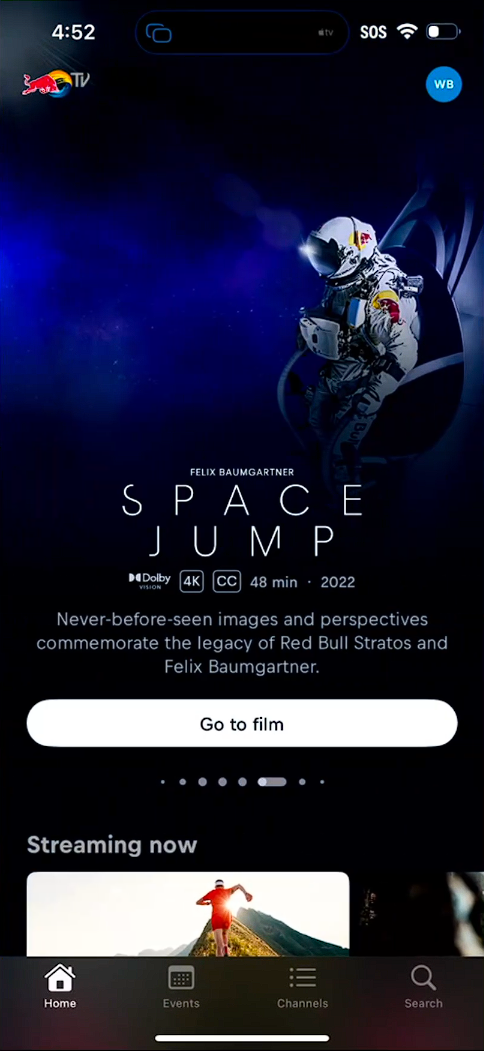 4:52
tv
SOS
TV
WB
FELIX BAUMGARTNER
SPACE
JUMP
Dolby
VISION
4K
CC
48 min · 2022
Never-before-seen images and perspectives
commemorate the legacy of Red Bull Stratos and
Felix Baumgartner.
Go to film
Streaming now
Home
Events
Channels
Search